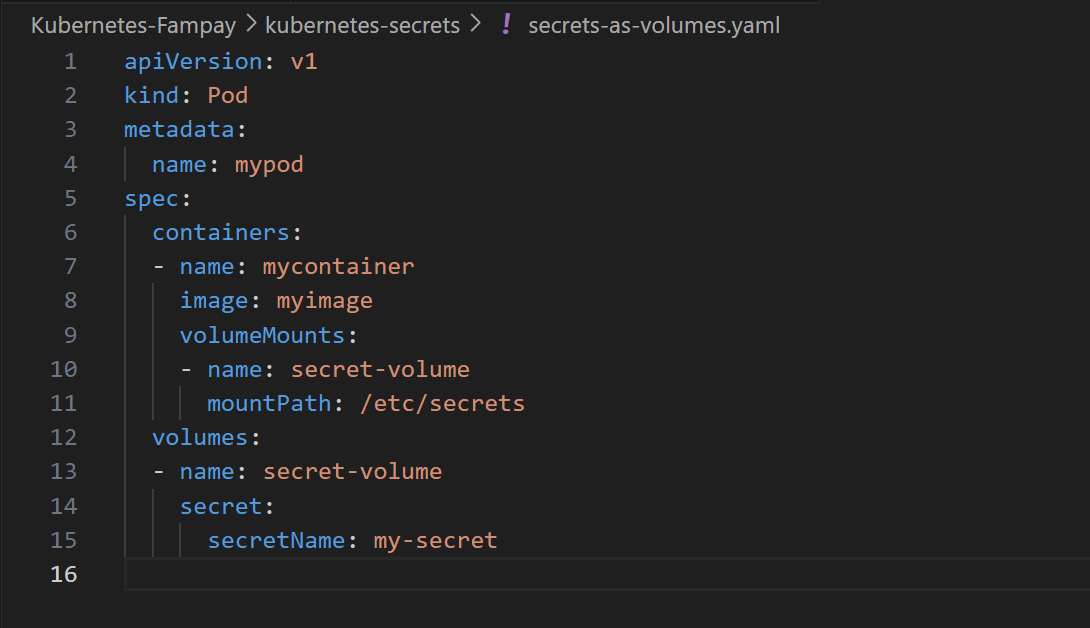 Kubernetes-Fampay > kubernetes-secrets > ! secrets-as-volumes.yaml
1 apiVersion: v1
2 kind: Pod
3 metadata:
4   name: mypod
5 spec:
6   containers:
7   - name: mycontainer
8     image: myimage
9     volumeMounts:
10     - name: secret-volume
11       mountPath: /etc/secrets
12   volumes:
13   - name: secret-volume
14     secret:
15       secretName: my-secret
16